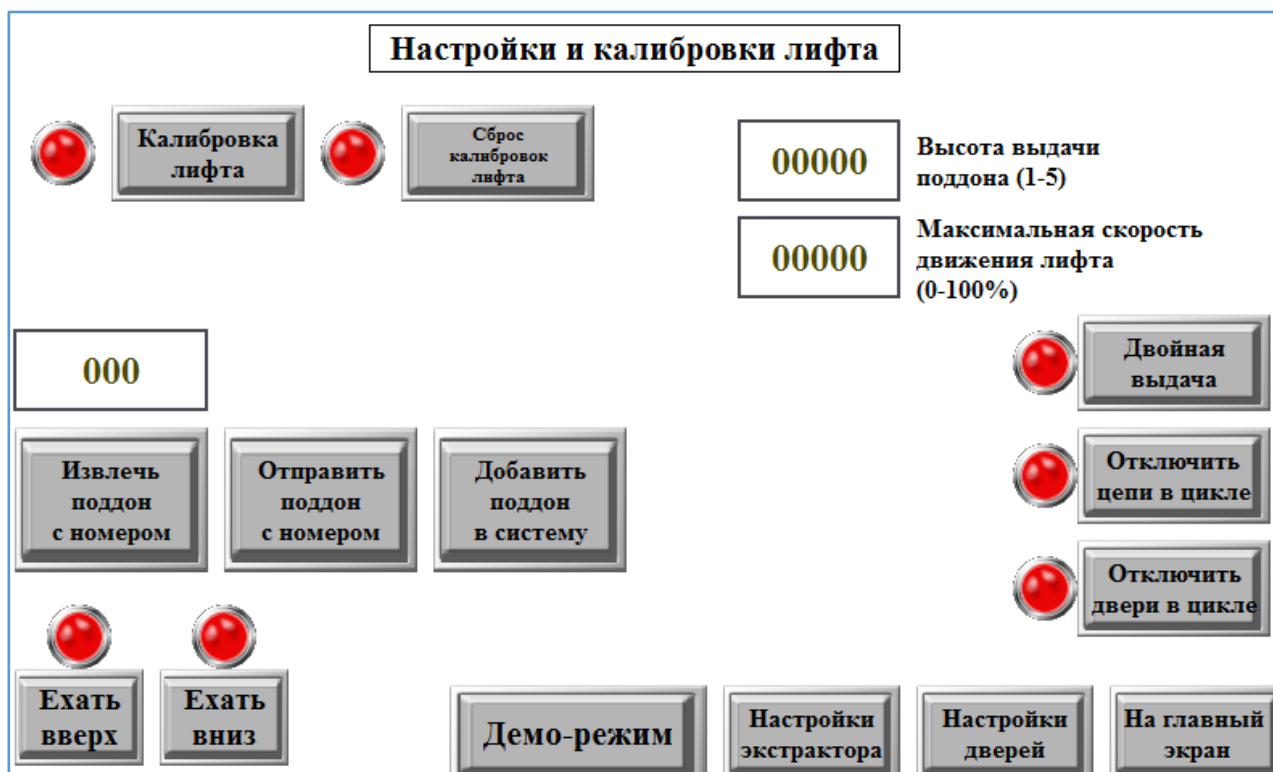 Настройки и калибровки лифта
Калибровка
лифта
Сброс
калибровок
лифта
00000
Высота выдачи
поддона (1-5)
00000
Максимальная скорость
движения лифта
(0-100%)
000
Двойная
выдача
Извлечь
поддон
с номером
Отправить
поддон
с номером
Добавить
поддон
в систему
Отключить
цепи в цикле
Отключить
двери в цикле
Ехать
вверх
Ехать
вниз
Демо-режим
Настройки
экстрактора
Настройки
дверей
На главный
экран